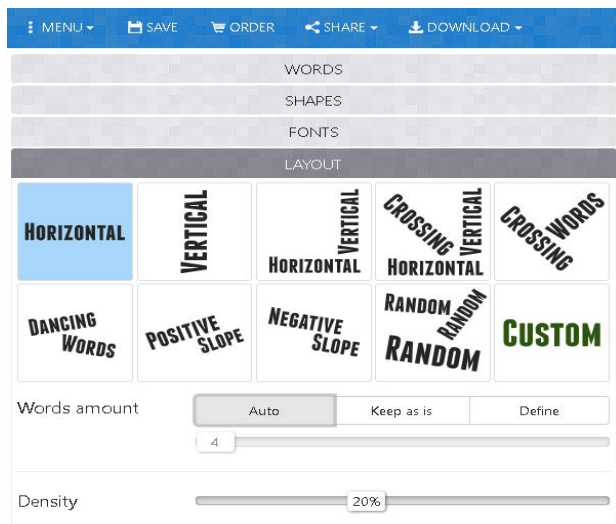 MENU SAVE ORDER SHARE DOWNLOAD
WORDS
SHAPES
FONTS
LAYOUT
HORIZONTAL
VERTICAL
HORIZONTAL VERTICAL
CROSSING HORIZONTAL VERTICAL
CROSSING WORDS
DANCING WORDS
POSITIVE SLOPE
NEGATIVE SLOPE
RANDOM RANDOM RANDOM
CUSTOM
Words amount Auto Keep as is Define
4
Density 20%